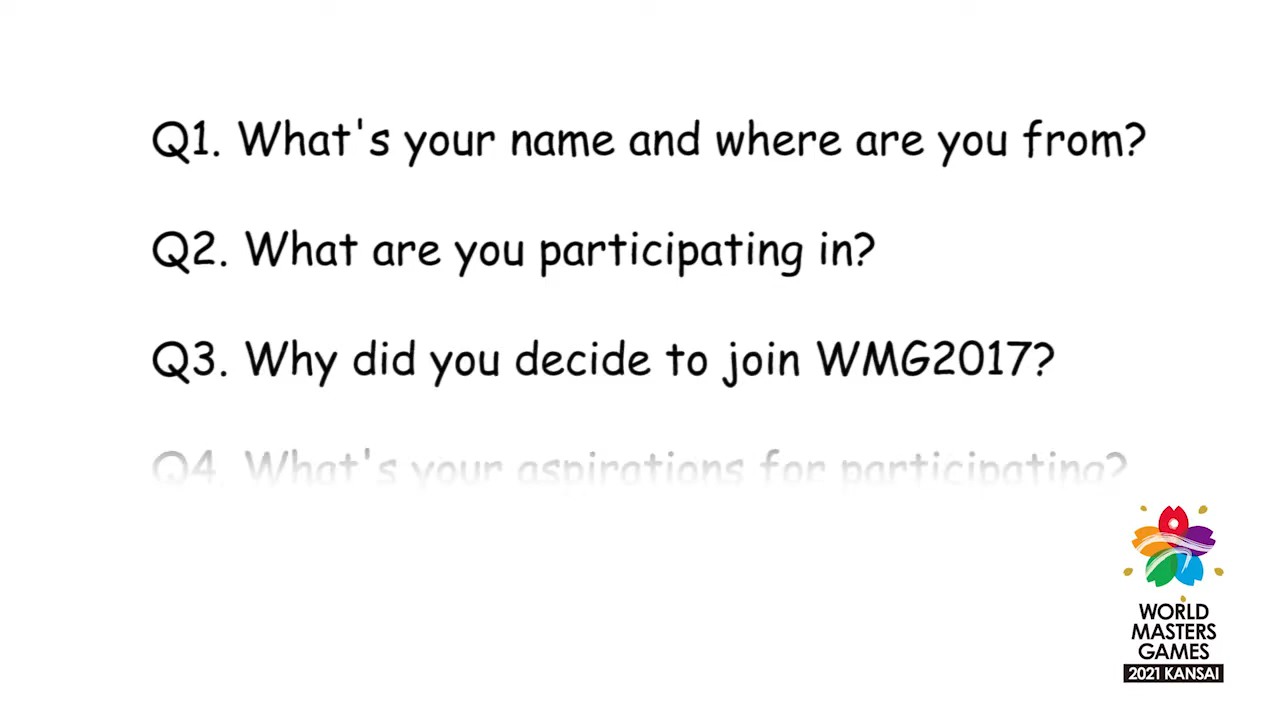 Q1. What's your name and where are you from?
Q2. What are you participating in?
Q3. Why did you decide to join WMG2017?
Q4. What's your aspirations for participating?
WORLD
MASTERS
GAMES
2021 KANSAI